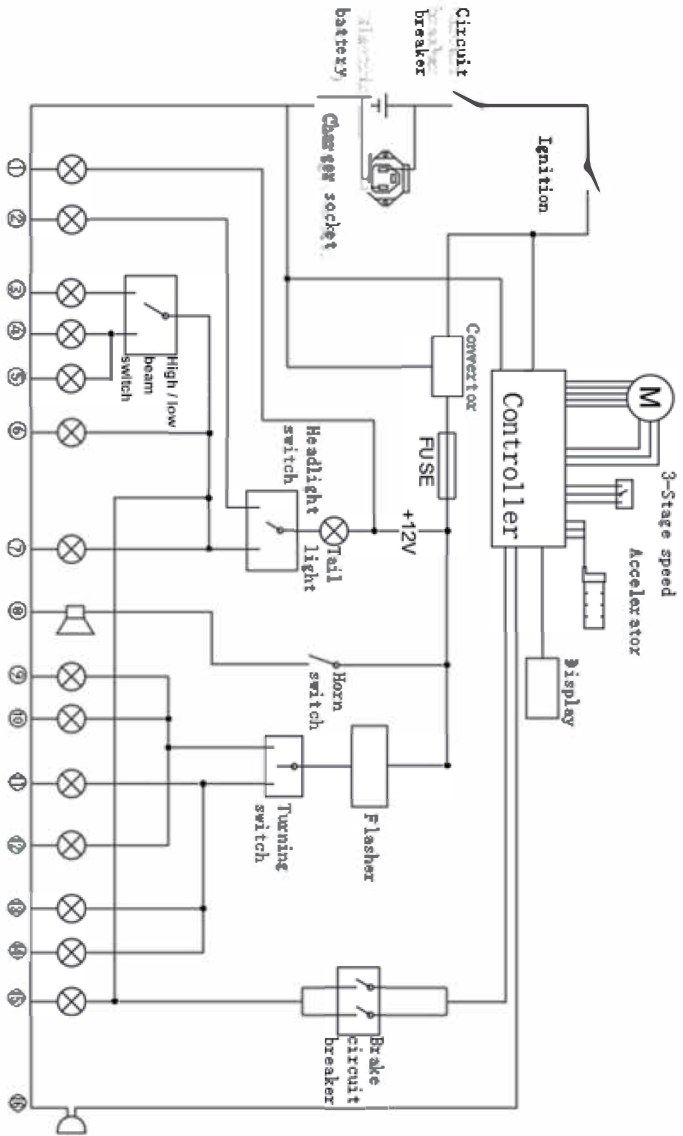 Circuit
breaker
battery
Charger socket
Ignition
Convertor
FUSE
+12V
Controller
M
3-Stage speed
Accelerator
Display
High / low
beam
switch
Headlight
switch
Tail
light
Horn
switch
Turning
switch
Flasher
Brake
circuit
breaker
①
②
③
④
⑤
⑥
⑦
⑧
⑨
⑩
⑪
⑬
⑭
⑮
⑯